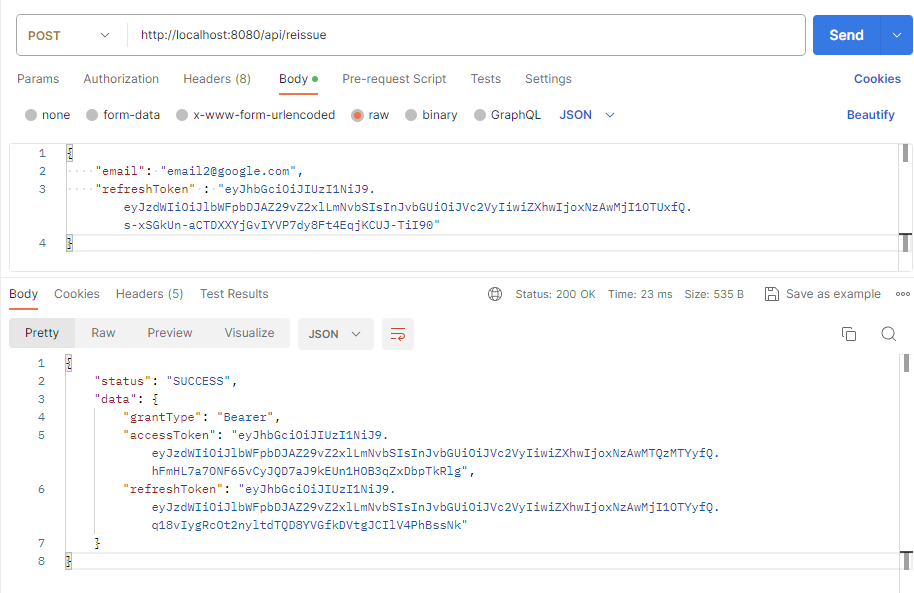 POST http://localhost:8080/api/reissue Send
Params Authorization Headers (8) Body Pre-request Script Tests Settings Cookies
none form-data x-www-form-urlencoded raw binary GraphQL JSON Beautify
1 {
2 "email": "email2@google.com",
3 "refreshToken" : "eyJhbGciOiJIUzI1NiJ9.
eyJzdWIiOiJlbWFpbDJAZ29vZ2xlLmNvbSIsInJvbGUiOiJVc2VyIiwiZXhwIjoxNzAwMjI1OTUxfQ.
s-xSGkUn-aCTDXXYjGvIYVP7dy8Ft4EqjKCUJ-TiI90"
4 }
Body Cookies Headers (5) Test Results Status: 200 OK Time: 23 ms Size: 535 B Save as example
Pretty Raw Preview Visualize JSON
1 {
2 "status": "SUCCESS",
3 "data": {
4 "grantType": "Bearer",
5 "accessToken": "eyJhbGciOiJIUzI1NiJ9.
eyJzdWIiOiJlbWFpbDJAZ29vZ2xlLmNvbSIsInJvbGUiOiJVc2VyIiwiZXhwIjoxNzAwMTQzMTYyfQ.
hFmHL7a7ONF65vCyJQD7aJ9kEUn1HOB3qZxDbpTkRlg",
6 "refreshToken": "eyJhbGciOiJIUzI1NiJ9.
eyJzdWIiOiJlbWFpbDJAZ29vZ2xlLmNvbSIsInJvbGUiOiJVc2VyIiwiZXhwIjoxNzAwMjI1OTYyfQ.
q18vIygRcOt2nyltdTQD8YVGfkDVtgJCIlV4PhBssNk"
7 }
8 }